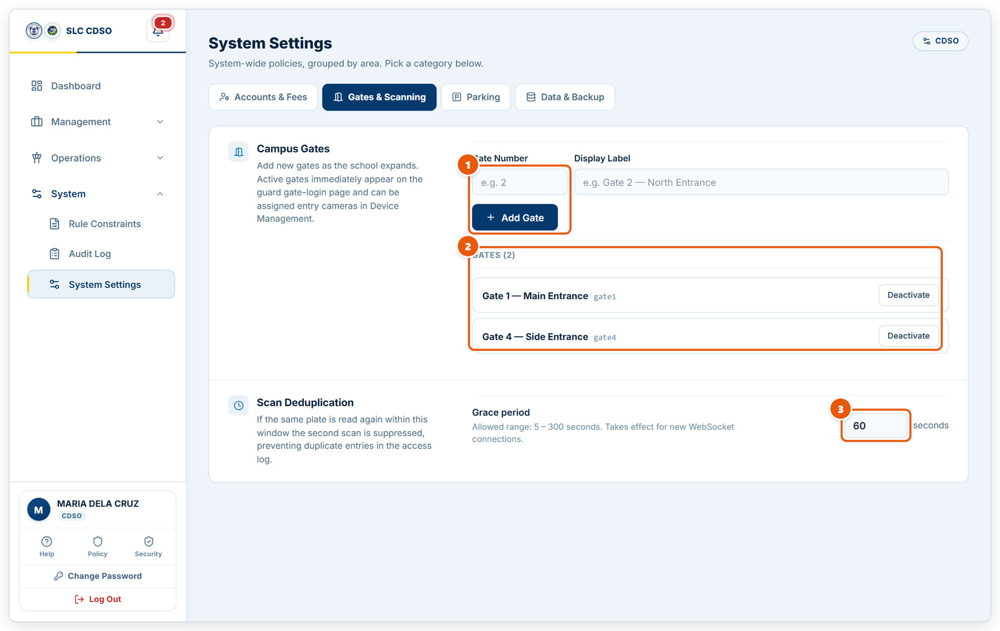 SLC CDSO
2
Dashboard
Management
Operations
System
Rule Constraints
Audit Log
System Settings
M
MARIA DELA CRUZ
CDSO
Help
Policy
Security
Change Password
Log Out
System Settings
CDSO
System-wide policies, grouped by area. Pick a category below.
Accounts & Fees
Gates & Scanning
Parking
Data & Backup
Campus Gates
Add new gates as the school expands.
Active gates immediately appear on the
guard gate-login page and can be
assigned entry cameras in Device
Management.
1
Gate Number
Display Label
e.g. 2
e.g. Gate 2 — North Entrance
+ Add Gate
2
GATES (2)
Gate 1 — Main Entrance gate1
Deactivate
Gate 4 — Side Entrance gate4
Deactivate
Scan Deduplication
If the same plate is read again within this
window the second scan is suppressed,
preventing duplicate entries in the access
log.
Grace period
Allowed range: 5 – 300 seconds. Takes effect for new WebSocket
connections.
3
60
seconds